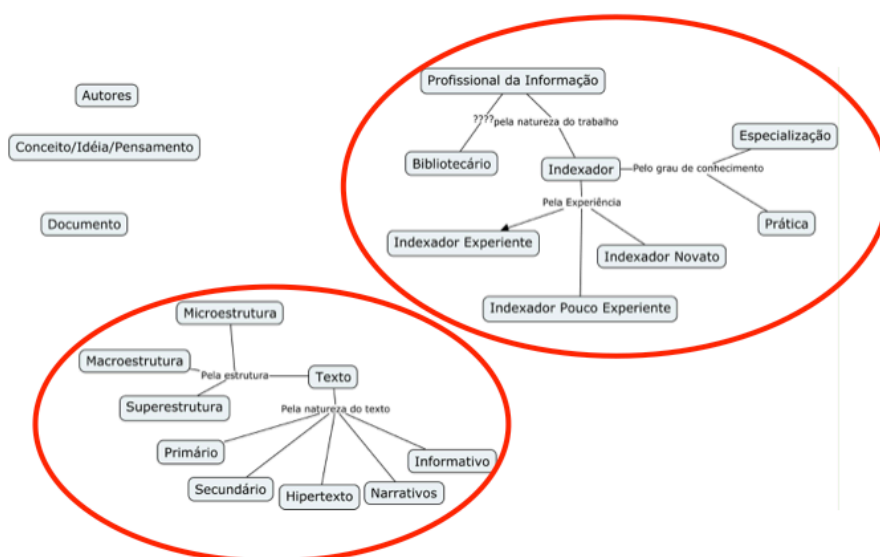 Autores
Conceito/Idéia/Pensamento
Documento
Profissional da Informação
????pela natureza do trabalho
Bibliotecário
Indexador
Pelo grau de conhecimento
Especialização
Prática
Pela Experiência
Indexador Experiente
Indexador Novato
Indexador Pouco Experiente
Microestrutura
Macroestrutura
Pela estrutura
Texto
Superestrutura
Pela natureza do texto
Primário
Secundário
Hipertexto
Narrativos
Informativo